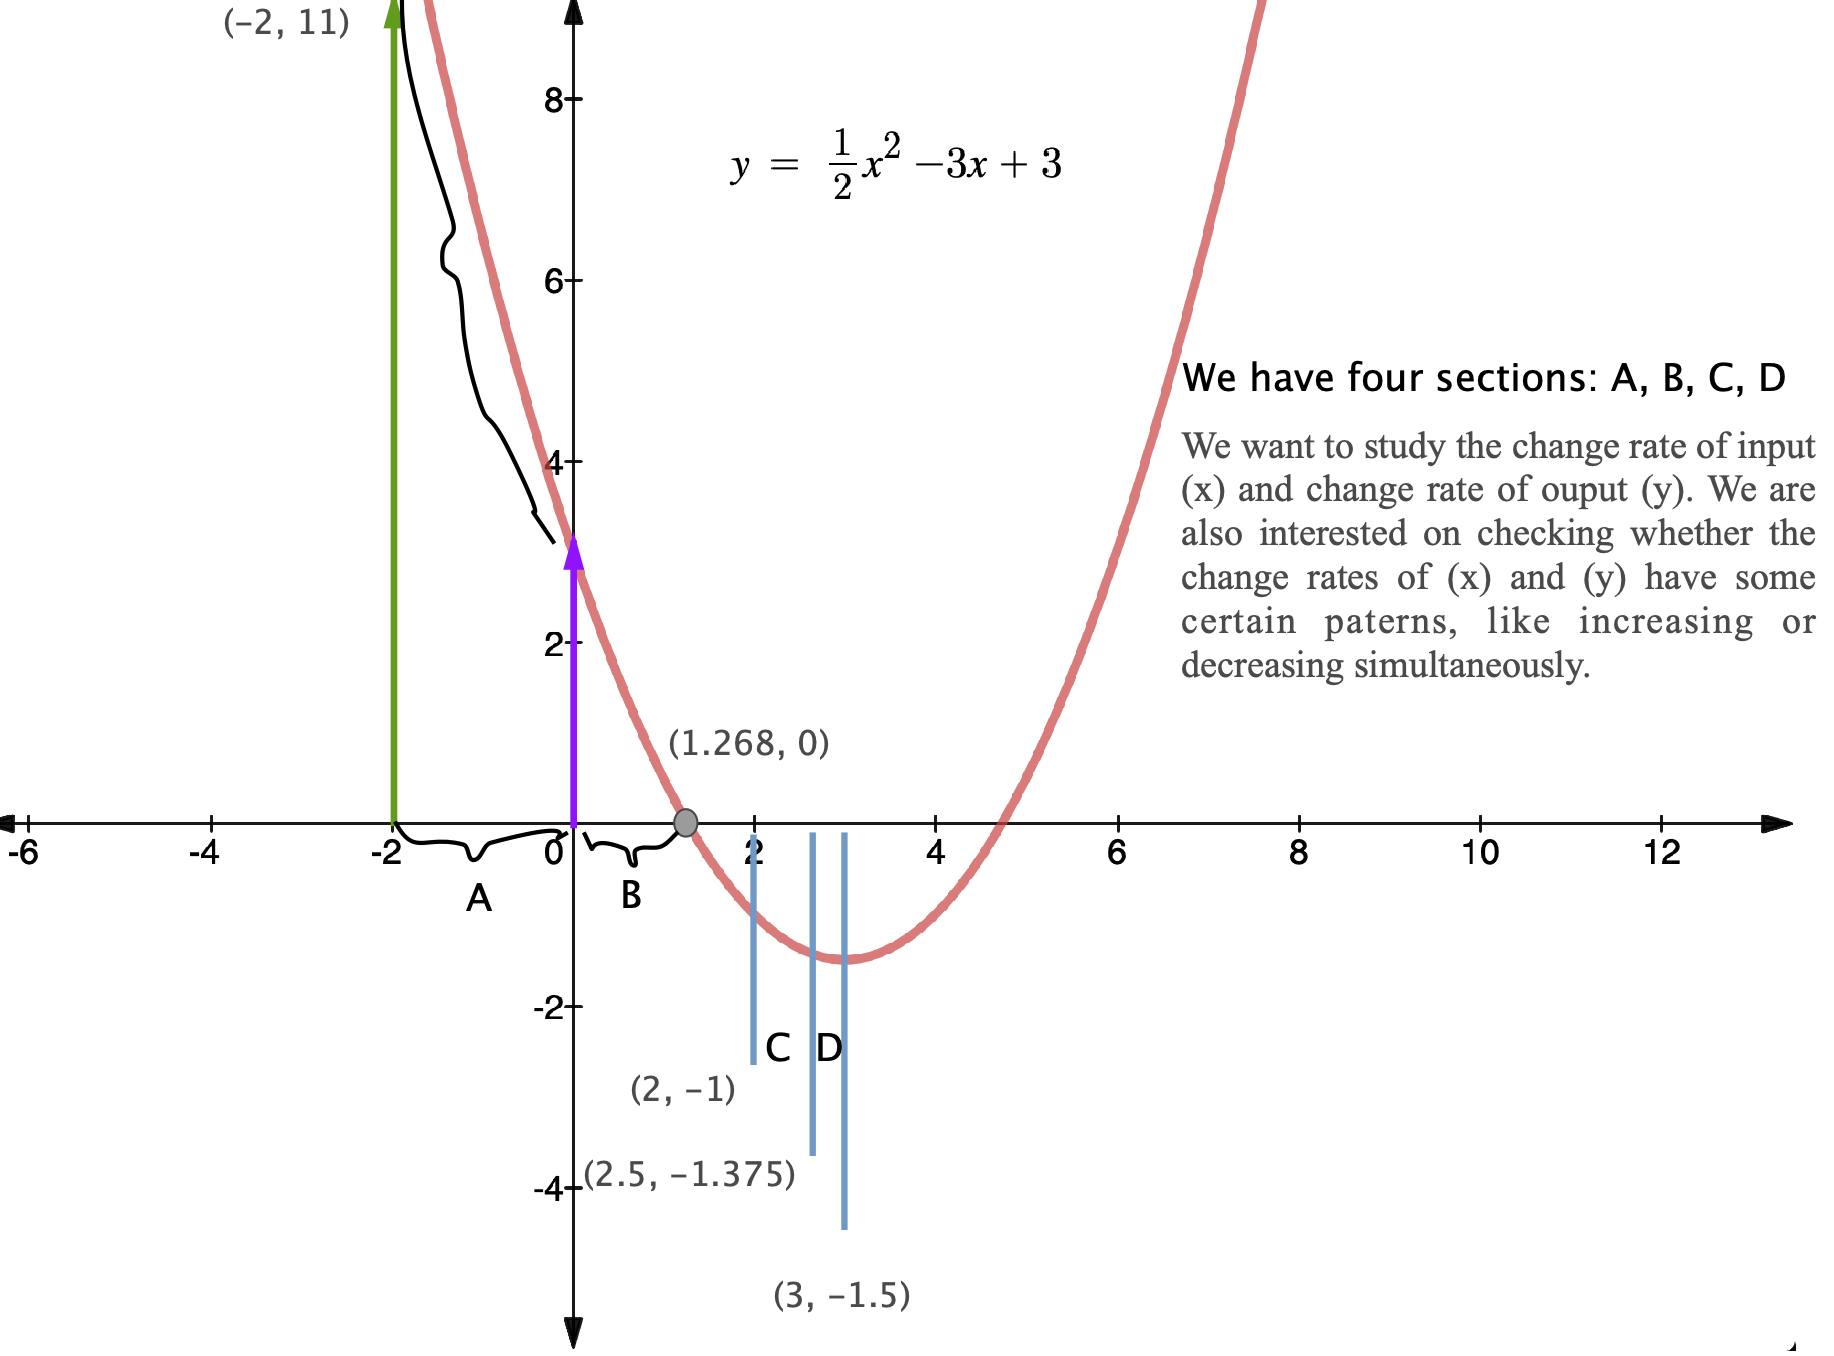 (−2, 11)
8
y = 1/2 x² −3x + 3
6
We have four sections: A, B, C, D
We want to study the change rate of input
(x) and change rate of ouput (y). We are
also interested on checking whether the
change rates of (x) and (y) have some
certain paterns, like increasing or
decreasing simultaneously.
4
2
(1.268, 0)
-6 -4 -2 0 2 4 6 8 10 12
A B
-2
C D
(2, −1)
(2.5, −1.375)
-4
(3, −1.5)